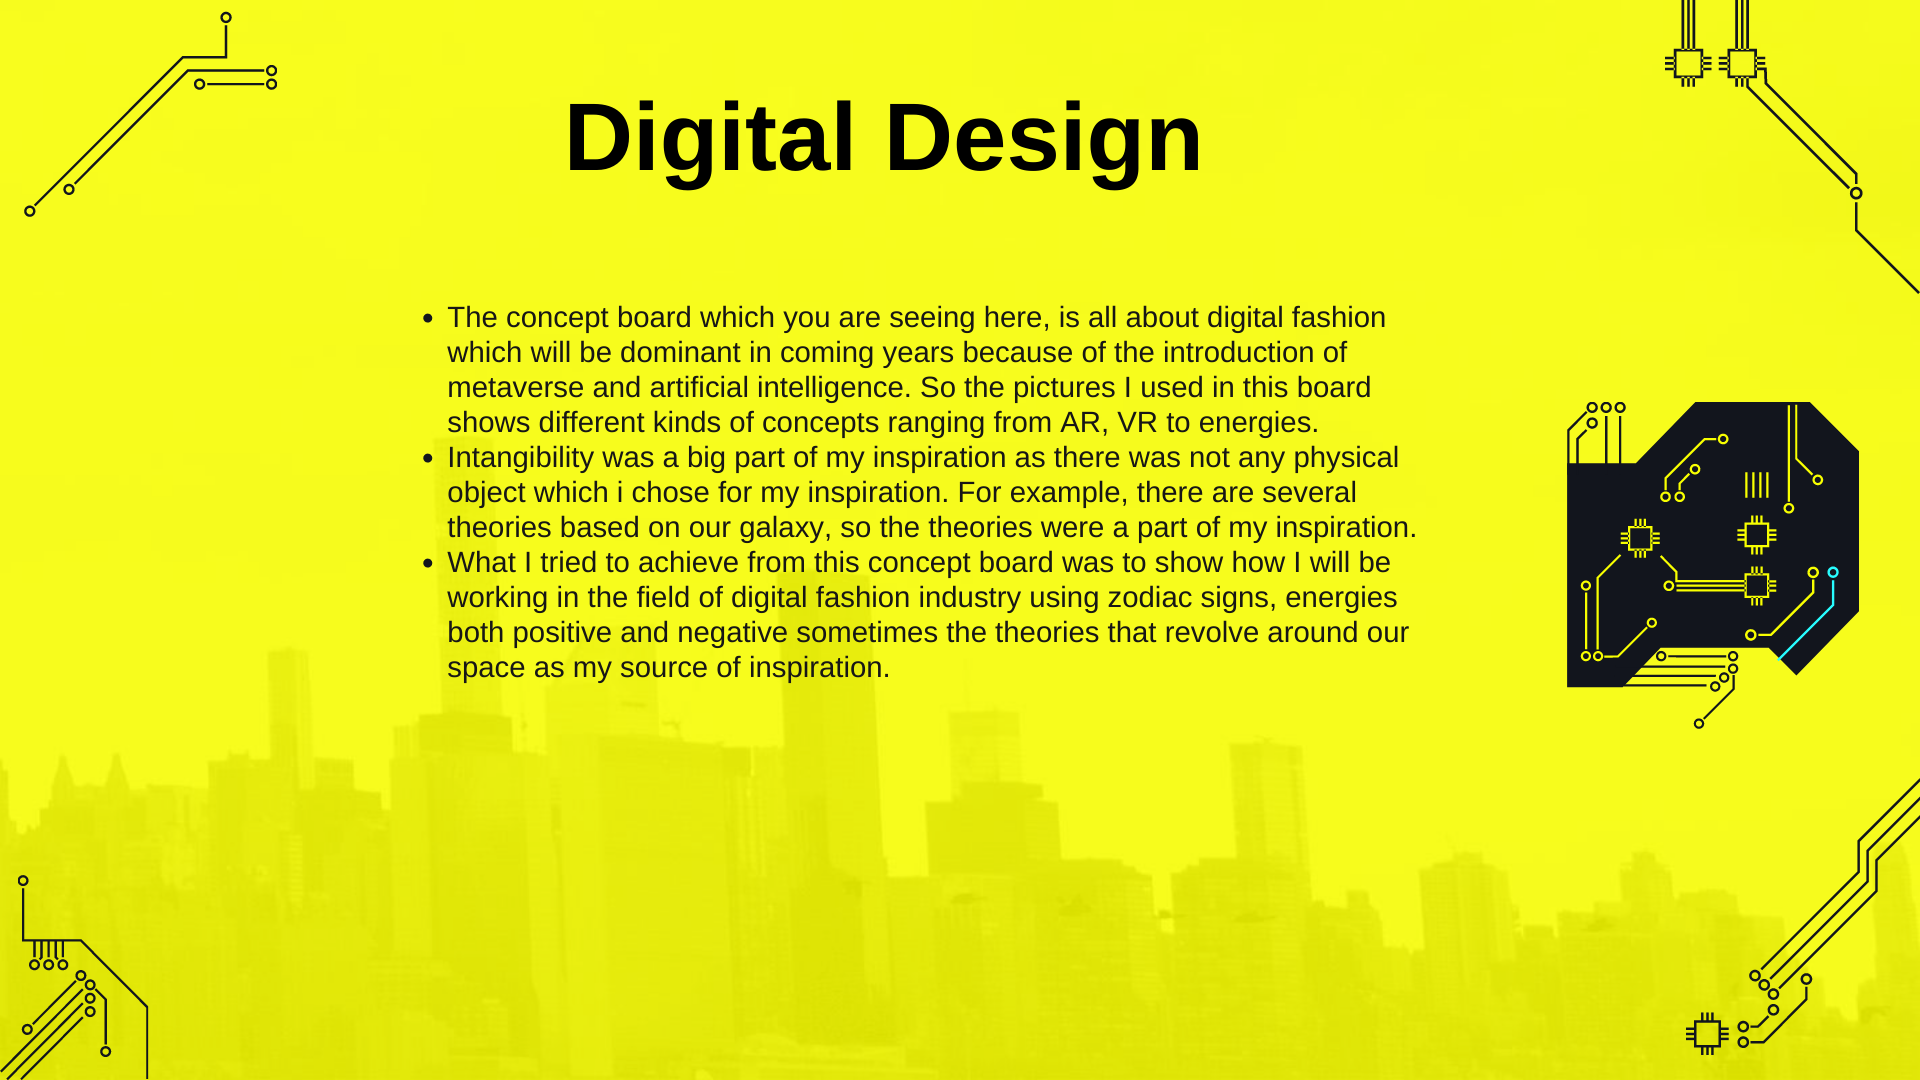 Digital Design
• The concept board which you are seeing here, is all about digital fashion
which will be dominant in coming years because of the introduction of
metaverse and artificial intelligence. So the pictures I used in this board
shows different kinds of concepts ranging from AR, VR to energies.
• Intangibility was a big part of my inspiration as there was not any physical
object which i chose for my inspiration. For example, there are several
theories based on our galaxy, so the theories were a part of my inspiration.
• What I tried to achieve from this concept board was to show how I will be
working in the field of digital fashion industry using zodiac signs, energies
both positive and negative sometimes the theories that revolve around our
space as my source of inspiration.